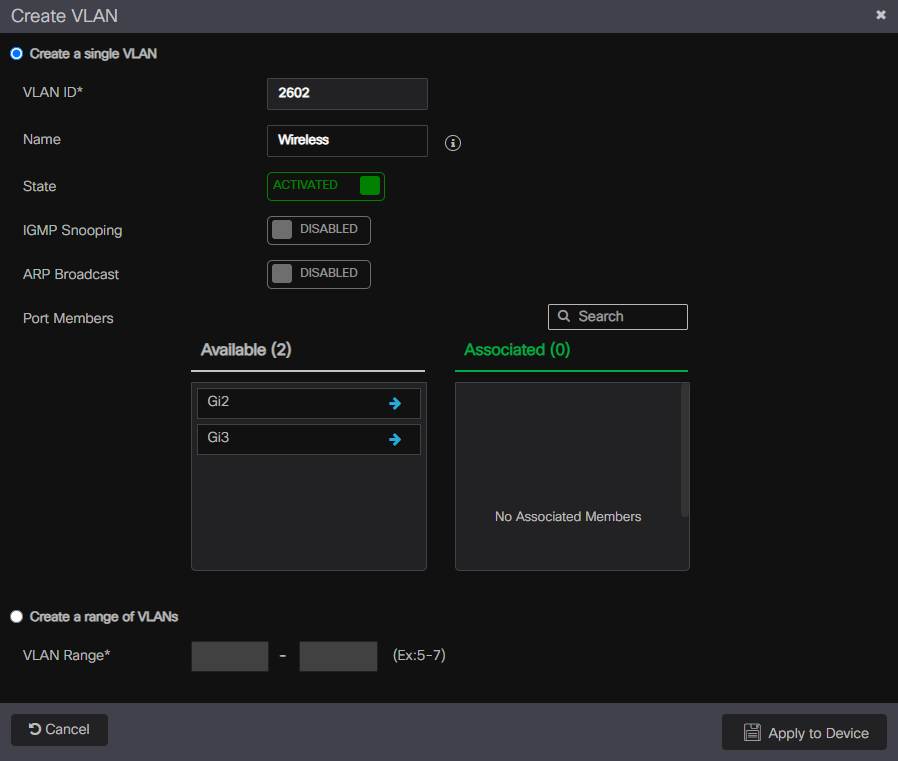 Create VLAN
Create a single VLAN
VLAN ID* 2602
Name Wireless
State ACTIVATED
IGMP Snooping DISABLED
ARP Broadcast DISABLED
Port Members Search
Available (2) Associated (0)
Gi2
Gi3
No Associated Members
Create a range of VLANs
VLAN Range* - (Ex:5-7)
Cancel Apply to Device